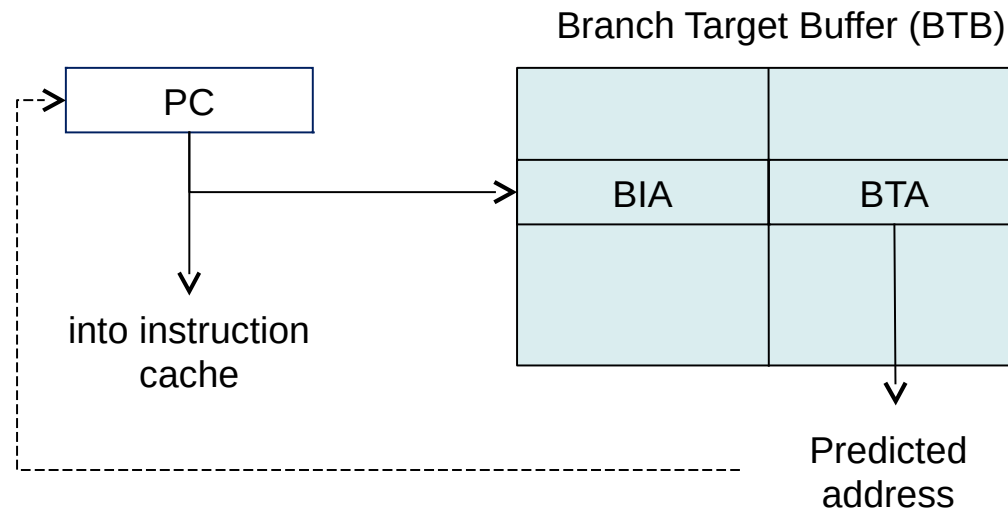 Branch Target Buffer (BTB)
PC
BIA
BTA
into instruction
cache
Predicted
address